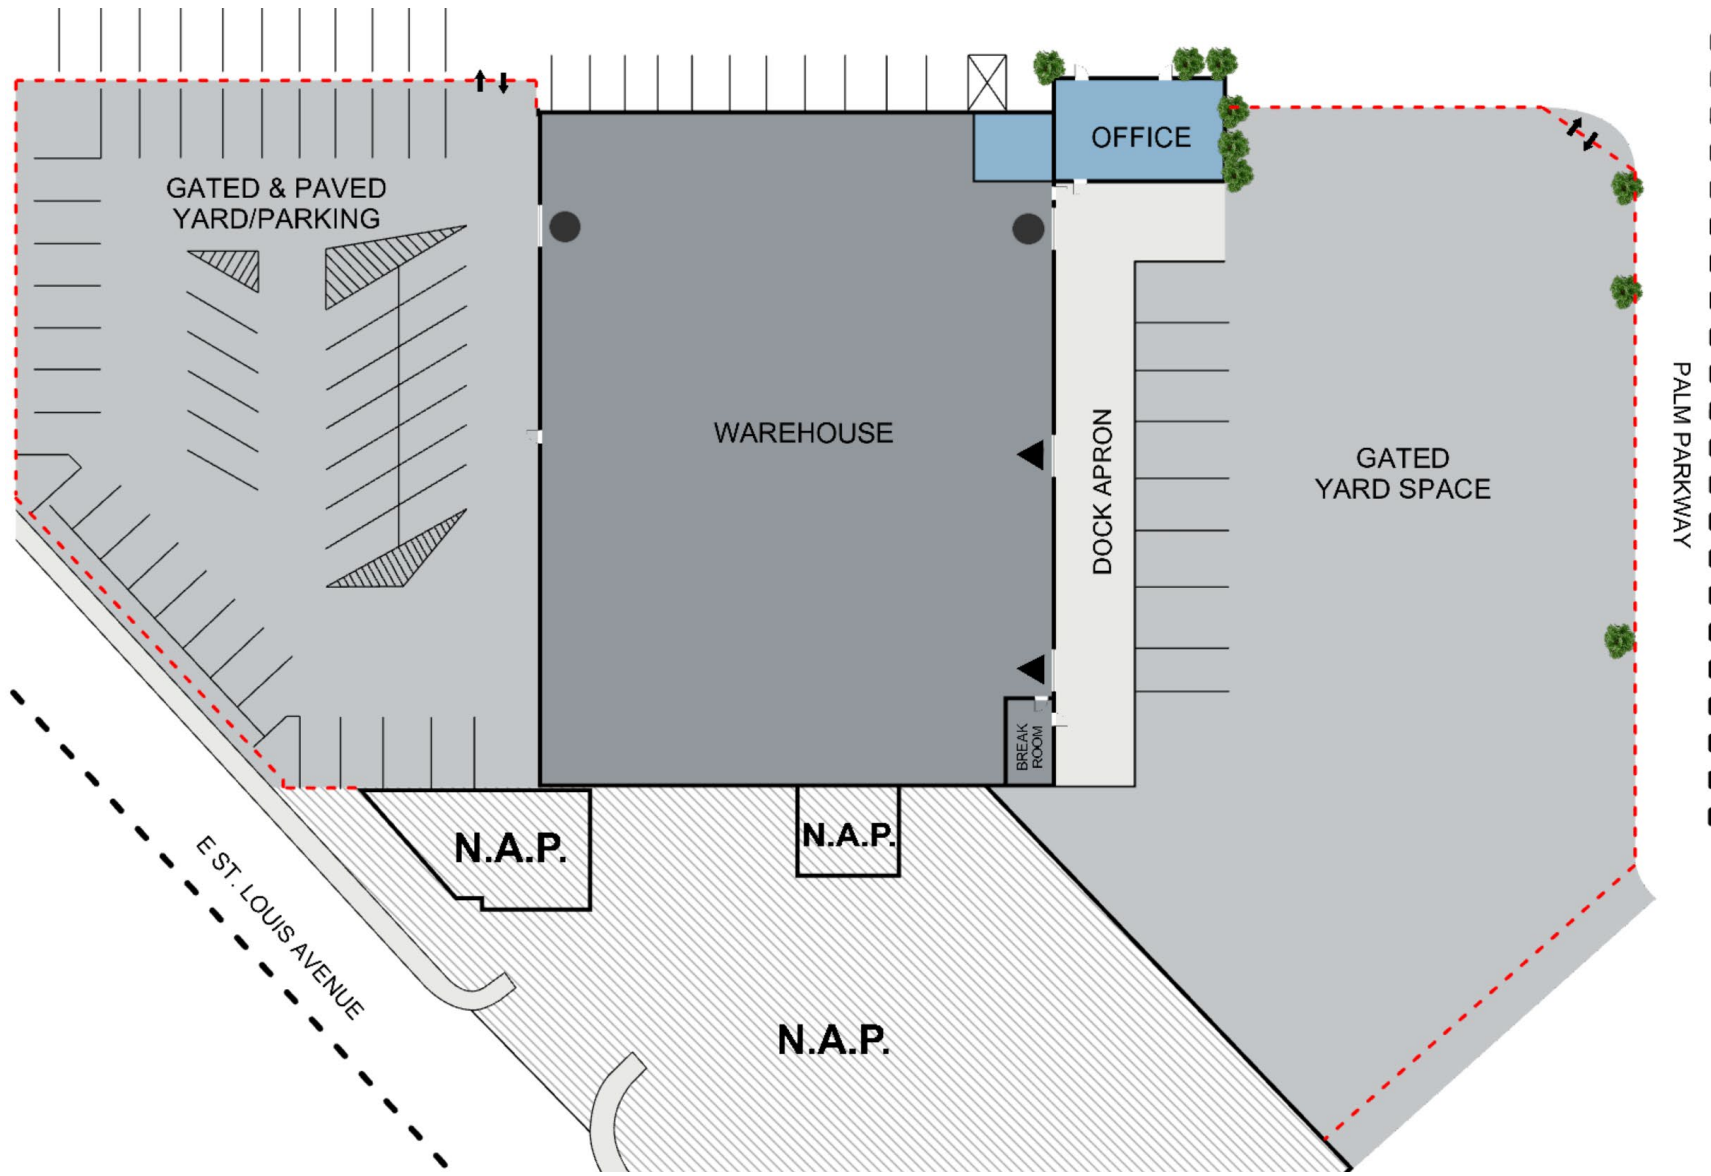 OFFICE
GATED & PAVED
YARD/PARKING
WAREHOUSE
DOCK APRON
GATED
YARD SPACE
PALM PARKWAY
BREAK
ROOM
N.A.P.
N.A.P.
E ST. LOUIS AVENUE
N.A.P.